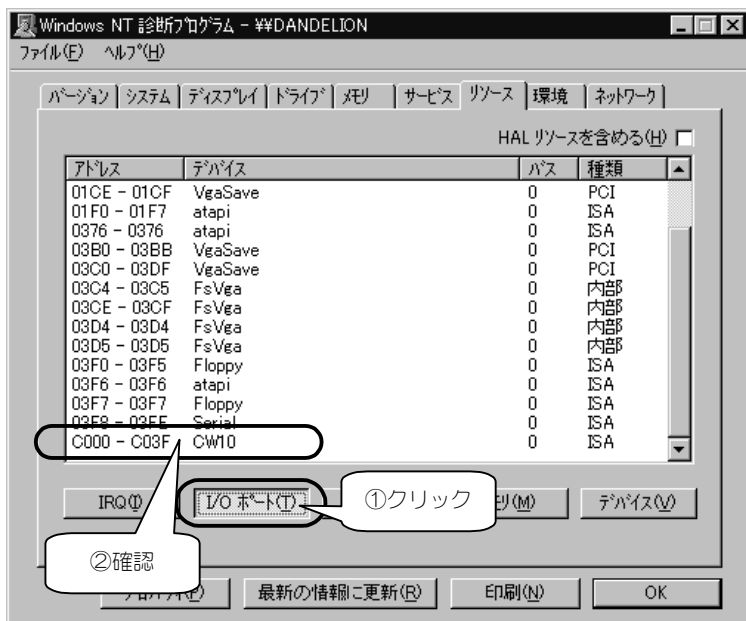 Windows NT 診断ﾌﾟﾛｸﾞﾗﾑ - ¥¥DANDELION
ﾌｧｲﾙ(F) ﾍﾙﾌﾟ(H)
ﾊﾞｰｼﾞｮﾝ ｼｽﾃﾑ ﾃﾞｨｽﾌﾟﾚｲ ﾄﾞﾗｲﾌﾞ ﾒﾓﾘ ｻｰﾋﾞｽ ﾘｿｰｽ 環境 ﾈｯﾄﾜｰｸ
HAL ﾘｿｰｽを含める(H)
ｱﾄﾞﾚｽ ﾃﾞﾊﾞｲｽ ﾊﾞｽ 種類
01CE - 01CF VgaSave 0 PCI
01F0 - 01F7 atapi 0 ISA
0376 - 0376 atapi 0 ISA
03B0 - 03BB VgaSave 0 PCI
03C0 - 03DF VgaSave 0 PCI
03C4 - 03C5 FsVga 0 内部
03CE - 03CF FsVga 0 内部
03D4 - 03D4 FsVga 0 内部
03D5 - 03D5 FsVga 0 内部
03F0 - 03F5 Floppy 0 ISA
03F6 - 03F6 atapi 0 ISA
03F7 - 03F7 Floppy 0 ISA
03F8 - 03FE Serial 0 ISA
C000 - C03F CW10 0 ISA
IRQ(I) I/O ﾎﾟｰﾄ(T) ①クリック (M) ﾃﾞﾊﾞｲｽ(V)
②確認
(P) 最新の情報に更新(R) 印刷(N) OK